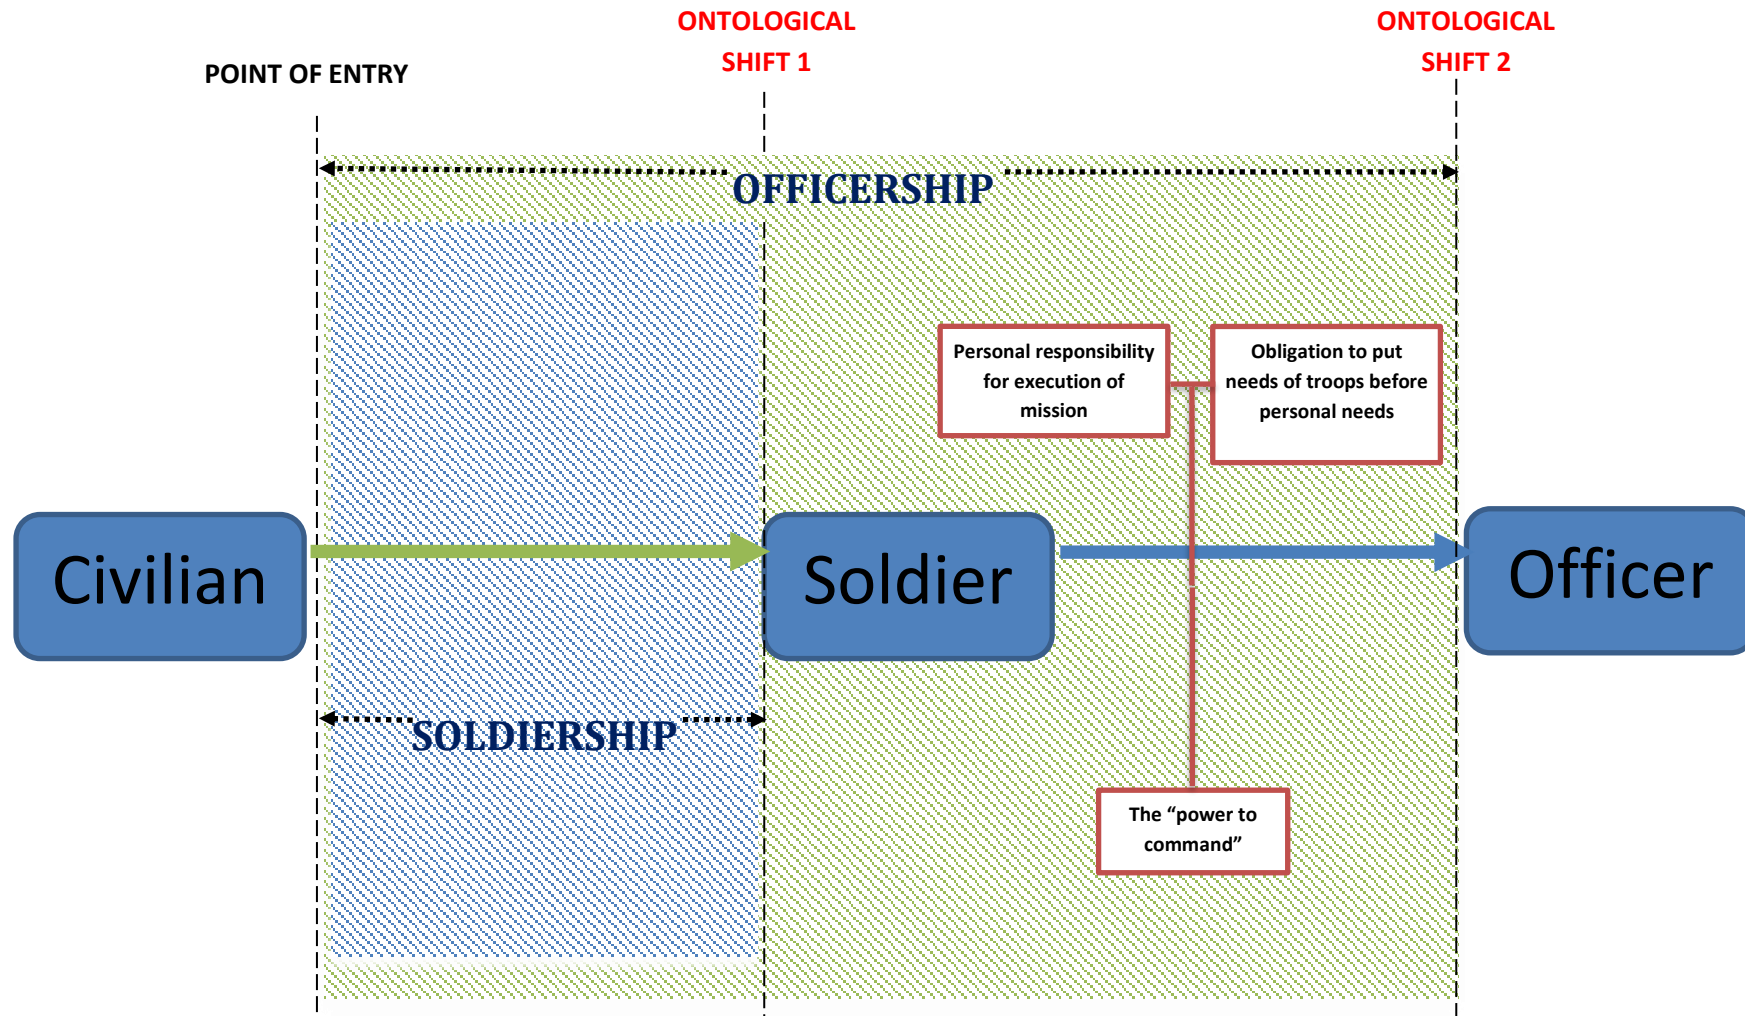 ONTOLOGICAL
SHIFT 1
ONTOLOGICAL
SHIFT 2
POINT OF ENTRY
OFFICERSHIP
Personal responsibility
for execution of
mission
Obligation to put
needs of troops before
personal needs
Civilian
Soldier
Officer
SOLDIERSHIP
The “power to
command”